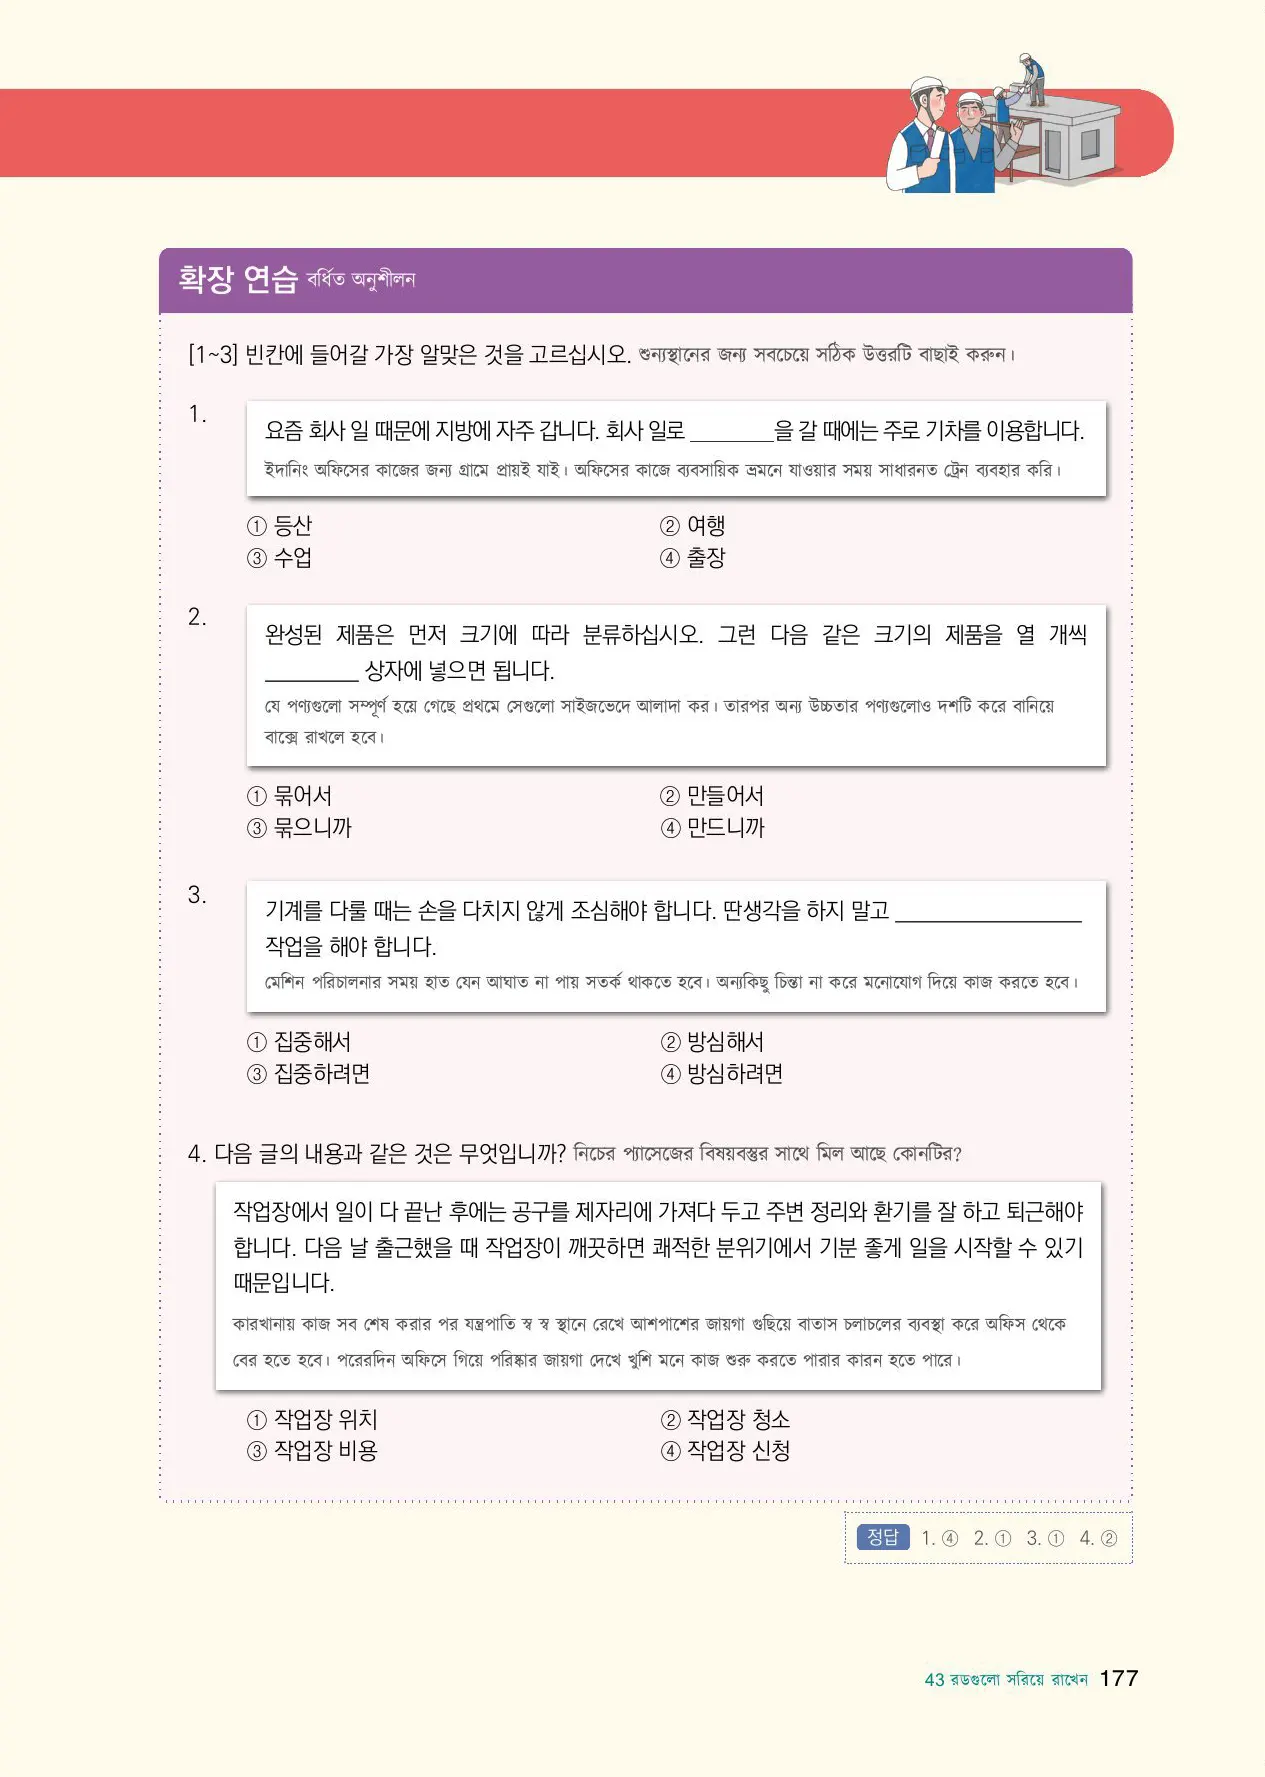 확장 연습 বর্ধিত অনুশীলন
[1~3] 빈칸에 들어갈 가장 알맞은 것을 고르십시오. শুন্যস্থানের জন্য সবচেয়ে সঠিক উত্তরটি বাছাই করুন।
1.
요즘 회사 일 때문에 지방에 자주 갑니다. 회사 일로 ________을 갈 때에는 주로 기차를 이용합니다.
ইদানিং অফিসের কাজের জন্য গ্রামে প্রায়ই যাই। অফিসের কাজে ব্যবসায়িক ভ্রমনে যাওয়ার সময় সাধারনত ট্রেন ব্যবহার করি।
① 등산 ② 여행
③ 수업 ④ 출장
2.
완성된 제품은 먼저 크기에 따라 분류하십시오. 그런 다음 같은 크기의 제품을 열 개씩
_________ 상자에 넣으면 됩니다.
যে পণ্যগুলো সম্পূর্ণ হয়ে গেছে প্রথমে সেগুলো সাইজভেদে আলাদা কর। তারপর অন্য উচ্চতার পণ্যগুলোও দশটি করে বানিয়ে
বাক্সে রাখলে হবে।
① 묶어서 ② 만들어서
③ 묶으니까 ④ 만드니까
3.
기계를 다룰 때는 손을 다치지 않게 조심해야 합니다. 딴생각을 하지 말고 __________________
작업을 해야 합니다.
মেশিন পরিচালনার সময় হাত যেন আঘাত না পায় সতর্ক থাকতে হবে। অন্যকিছু চিন্তা না করে মনোযোগ দিয়ে কাজ করতে হবে।
① 집중해서 ② 방심해서
③ 집중하려면 ④ 방심하려면
4. 다음 글의 내용과 같은 것은 무엇입니까? নিচের প্যাসেজের বিষয়বস্তুর সাথে মিল আছে কোনটির?
작업장에서 일이 다 끝난 후에는 공구를 제자리에 가져다 두고 주변 정리와 환기를 잘 하고 퇴근해야
합니다. 다음 날 출근했을 때 작업장이 깨끗하면 쾌적한 분위기에서 기분 좋게 일을 시작할 수 있기
때문입니다.
কারখানায় কাজ সব শেষ করার পর যন্ত্রপাতি স্ব স্ব স্থানে রেখে আশপাশের জায়গা গুছিয়ে বাতাস চলাচলের ব্যবস্থা করে অফিস থেকে
বের হতে হবে। পরেরদিন অফিসে গিয়ে পরিষ্কার জায়গা দেখে খুশি মনে কাজ শুরু করতে পারার কারন হতে পারে।
① 작업장 위치 ② 작업장 청소
③ 작업장 비용 ④ 작업장 신청
정답 1. ④ 2. ① 3. ① 4. ②
43 রডগুলো সরিয়ে রাখেন 177